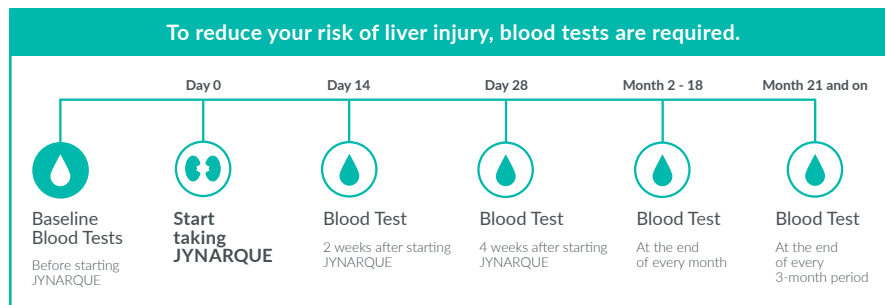 To reduce your risk of liver injury, blood tests are required.
Day 0
Day 14
Day 28
Month 2 - 18
Month 21 and on
Baseline
Blood Tests
Before starting
JYNARQUE
Start
taking
JYNARQUE
Blood Test
2 weeks after starting
JYNARQUE
Blood Test
4 weeks after starting
JYNARQUE
Blood Test
At the end
of every month
Blood Test
At the end
of every
3-month period